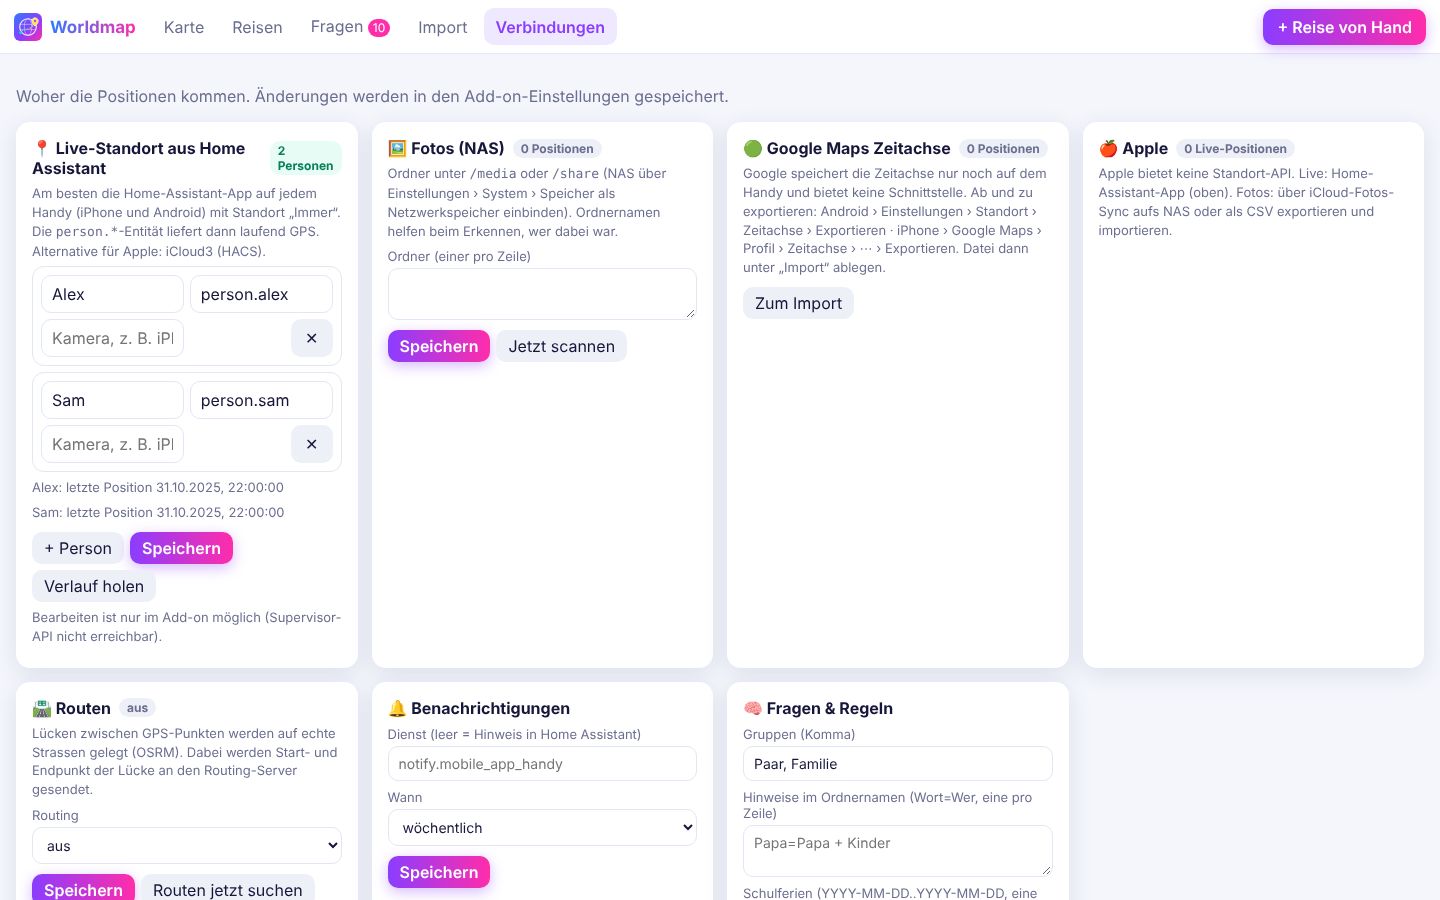 Worldmap
Karte
Reisen
Fragen 10
Import
Verbindungen
+ Reise von Hand
Woher die Positionen kommen. Änderungen werden in den Add-on-Einstellungen gespeichert.
Live-Standort aus Home
Assistant
2
Personen
Am besten die Home-Assistant-App auf jedem
Handy (iPhone und Android) mit Standort „Immer“.
Die person.*-Entität liefert dann laufend GPS.
Alternative für Apple: iCloud3 (HACS).
Alex
person.alex
Kamera, z. B. iPl
✕
Sam
person.sam
Kamera, z. B. iPl
✕
Alex: letzte Position 31.10.2025, 22:00:00
Sam: letzte Position 31.10.2025, 22:00:00
+ Person
Speichern
Verlauf holen
Bearbeiten ist nur im Add-on möglich (Supervisor-
API nicht erreichbar).
Fotos (NAS)
0 Positionen
Ordner unter /media oder /share (NAS über
Einstellungen › System › Speicher als
Netzwerkspeicher einbinden). Ordnernamen
helfen beim Erkennen, wer dabei war.
Ordner (einer pro Zeile)
Speichern
Jetzt scannen
Google Maps Zeitachse
0 Positionen
Google speichert die Zeitachse nur noch auf dem
Handy und bietet keine Schnittstelle. Ab und zu
exportieren: Android › Einstellungen › Standort ›
Zeitachse › Exportieren · iPhone › Google Maps ›
Profil › Zeitachse › ⋯ › Exportieren. Datei dann
unter „Import“ ablegen.
Zum Import
Apple
0 Live-Positionen
Apple bietet keine Standort-API. Live: Home-
Assistant-App (oben). Fotos: über iCloud-Fotos-
Sync aufs NAS oder als CSV exportieren und
importieren.
Routen
aus
Lücken zwischen GPS-Punkten werden auf echte
Strassen gelegt (OSRM). Dabei werden Start- und
Endpunkt der Lücke an den Routing-Server
gesendet.
Routing
aus
Speichern
Routen jetzt suchen
Benachrichtigungen
Dienst (leer = Hinweis in Home Assistant)
notify.mobile_app_handy
Wann
wöchentlich
Speichern
Fragen & Regeln
Gruppen (Komma)
Paar, Familie
Hinweise im Ordnernamen (Wort=Wer, eine pro
Zeile)
Papa=Papa + Kinder
Schulferien (YYYY-MM-DD..YYYY-MM-DD, eine